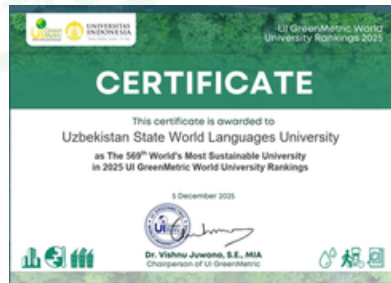 UI GreenMetric World
University Rankings 2025
UNIVERSITAS
INDONESIA
CERTIFICATE
This certificate is awarded to
Uzbekistan State World Languages University
as The 569th World's Most Sustainable University
in 2025 UI GreenMetric World University Rankings
5 December 2025
UI
Dr. Vishnu Juwono, S.E., MIA
Chairperson of UI GreenMetric